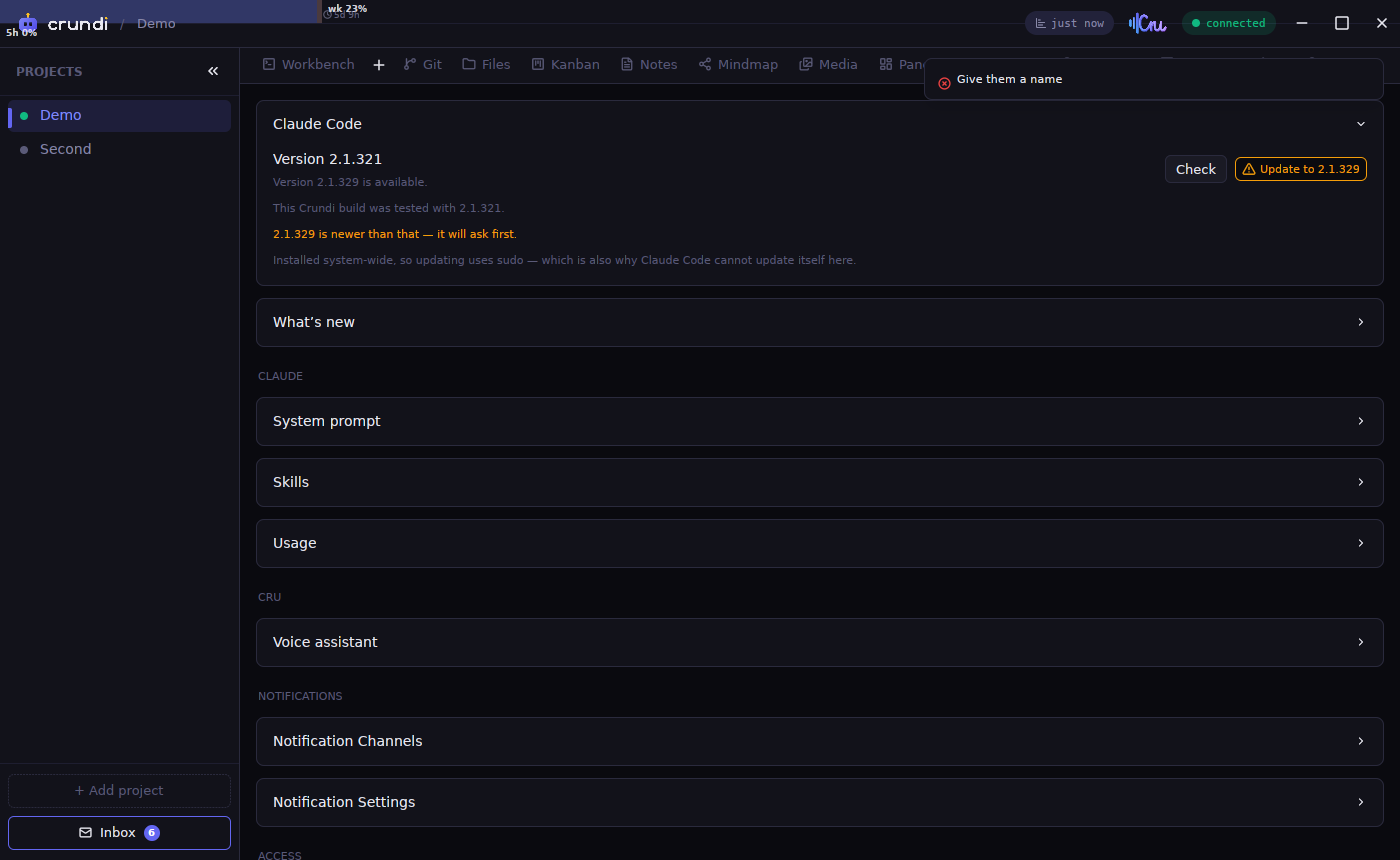 wk 23%
5d 9h
5h 0%
crundi / Demo
just now
Cru
connected
PROJECTS
Workbench
Git
Files
Kanban
Notes
Mindmap
Media
Give them a name
Demo
Second
Claude Code
Version 2.1.321
Version 2.1.329 is available.
Check
Update to 2.1.329
This Crundi build was tested with 2.1.321.
2.1.329 is newer than that — it will ask first.
Installed system-wide, so updating uses sudo — which is also why Claude Code cannot update itself here.
What’s new
CLAUDE
System prompt
Skills
Usage
CRU
Voice assistant
NOTIFICATIONS
Notification Channels
Notification Settings
ACCESS
+ Add project
Inbox 6